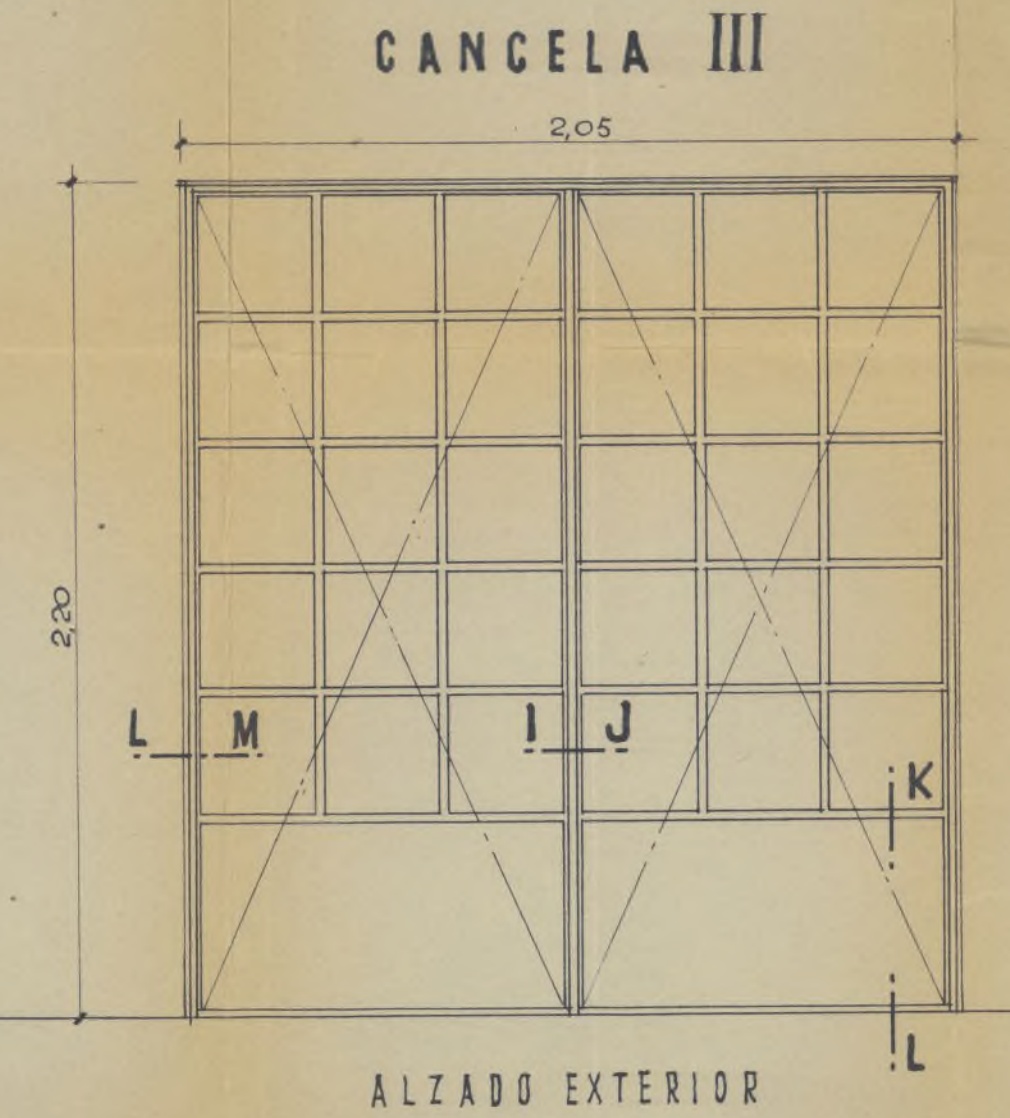 CANCELA III
2,05
2,20
L M
I J
K
L
ALZADO EXTERIOR